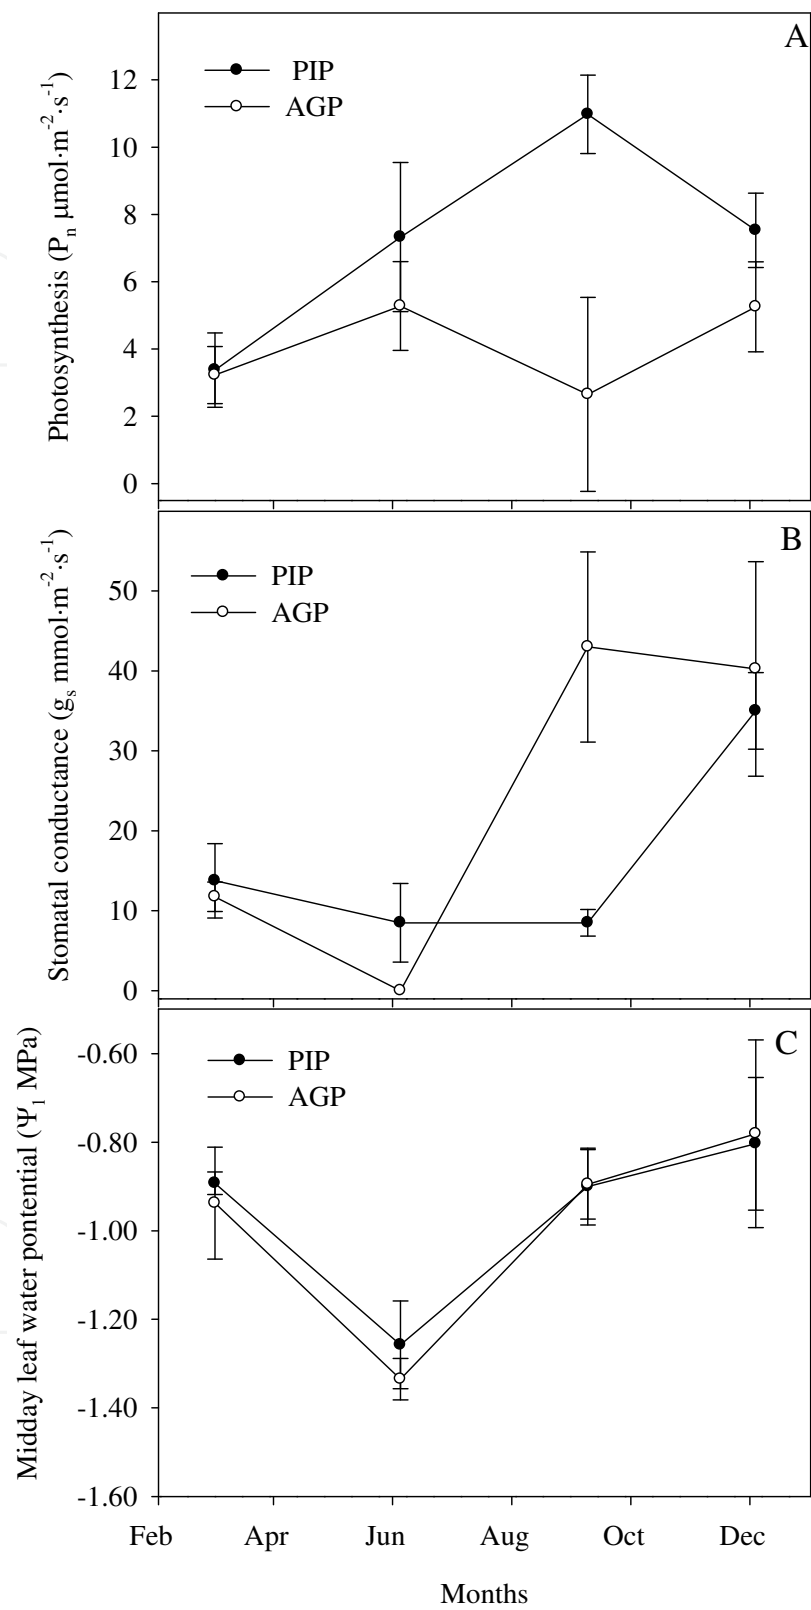 A
PIP
AGP
12
10
8
6
4
2
0
Photosynthesis (Pₙ μmol·m⁻²·s⁻¹)
B
PIP
AGP
50
40
30
20
10
0
Stomatal conductance (gₛ mmol·m⁻²·s⁻¹)
C
PIP
AGP
-0.60
-0.80
-1.00
-1.20
-1.40
-1.60
Midday leaf water pontential (Ψ₁ MPa)
Feb Apr Jun Aug Oct Dec
Months